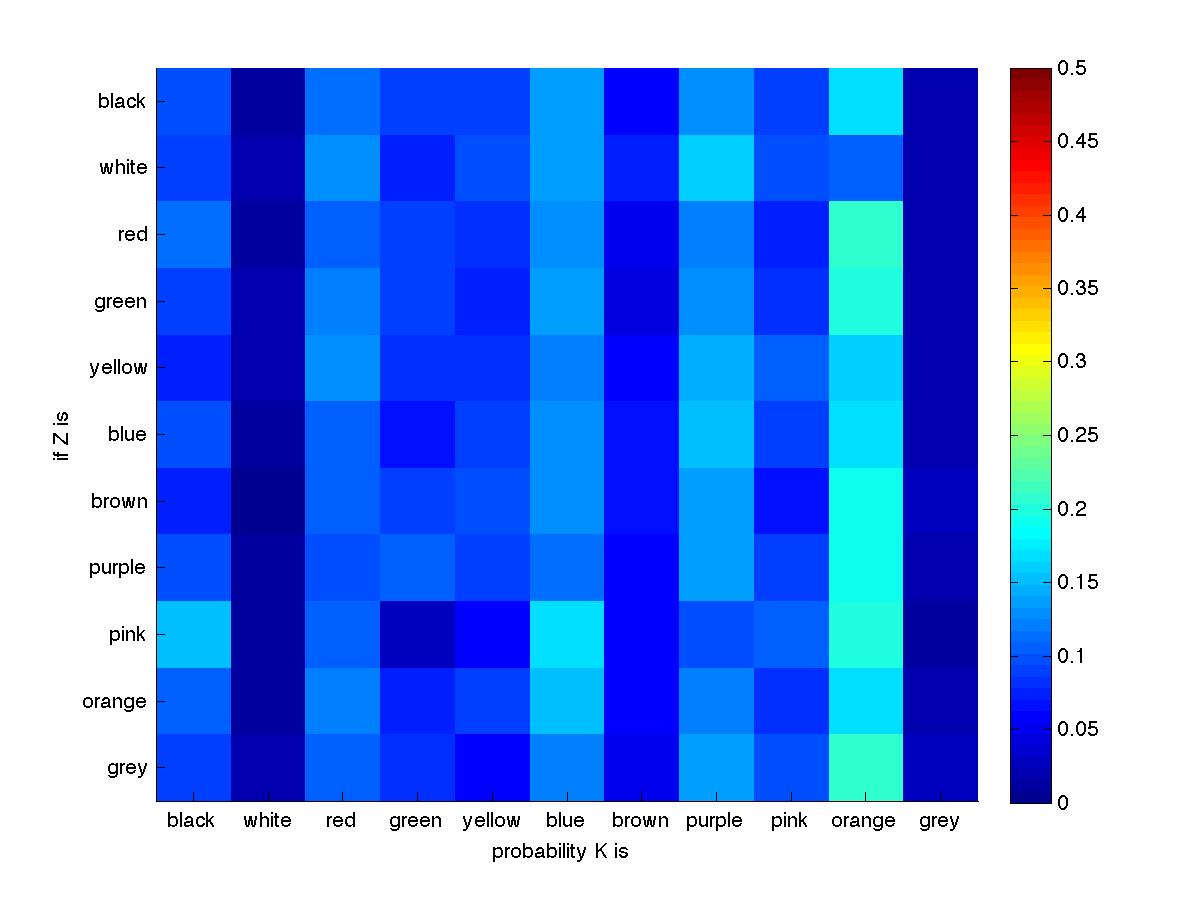 if Z is
black
white
red
green
yellow
blue
brown
purple
pink
orange
grey
black white red green yellow blue brown purple pink orange grey
probability K is
0.5
0.45
0.4
0.35
0.3
0.25
0.2
0.15
0.1
0.05
0